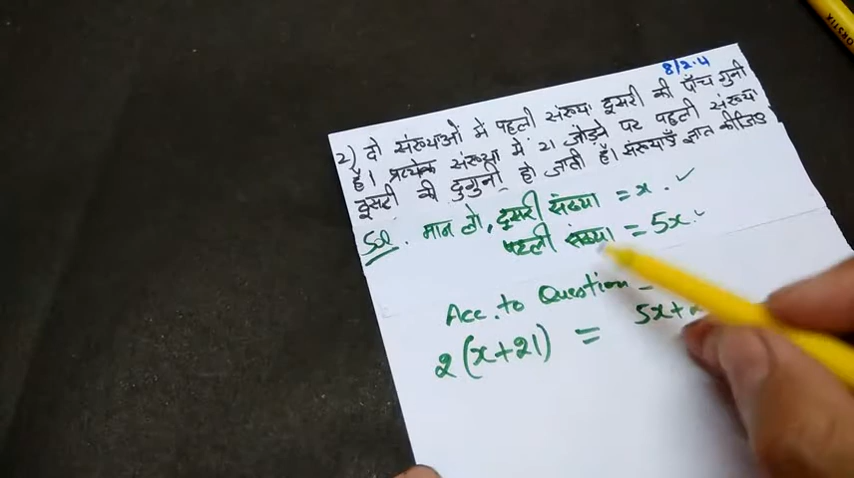 8/2.4
2) दो संख्याओं में पहली संख्या दूसरी की पाँच गुनी
है। प्रत्येक संख्या में 21 जोड़ने पर पहली संख्या
दूसरी की दुगुनी हो जाती है। संख्याएँ ज्ञात कीजिए
Sol. मान लो, दूसरी संख्या = x. ✓
पहली संख्या = 5x.✓
Acc. to Question -
2(x+21) = 5x+